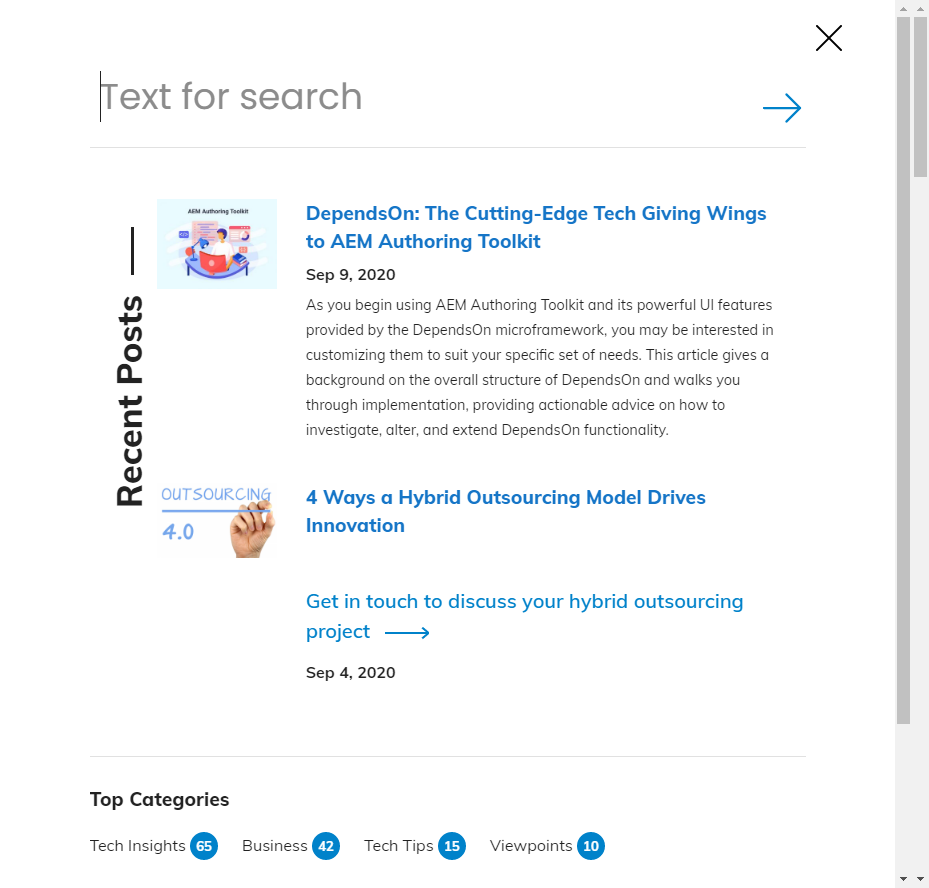 Text for search
Recent Posts
AEM Authoring Toolkit
DependsOn: The Cutting-Edge Tech Giving Wings
to AEM Authoring Toolkit
Sep 9, 2020
As you begin using AEM Authoring Toolkit and its powerful UI features
provided by the DependsOn microframework, you may be interested in
customizing them to suit your specific set of needs. This article gives a
background on the overall structure of DependsOn and walks you
through implementation, providing actionable advice on how to
investigate, alter, and extend DependsOn functionality.
OUTSOURCING
4.0
4 Ways a Hybrid Outsourcing Model Drives
Innovation
Get in touch to discuss your hybrid outsourcing
project
Sep 4, 2020
Top Categories
Tech Insights 65 Business 42 Tech Tips 15 Viewpoints 10